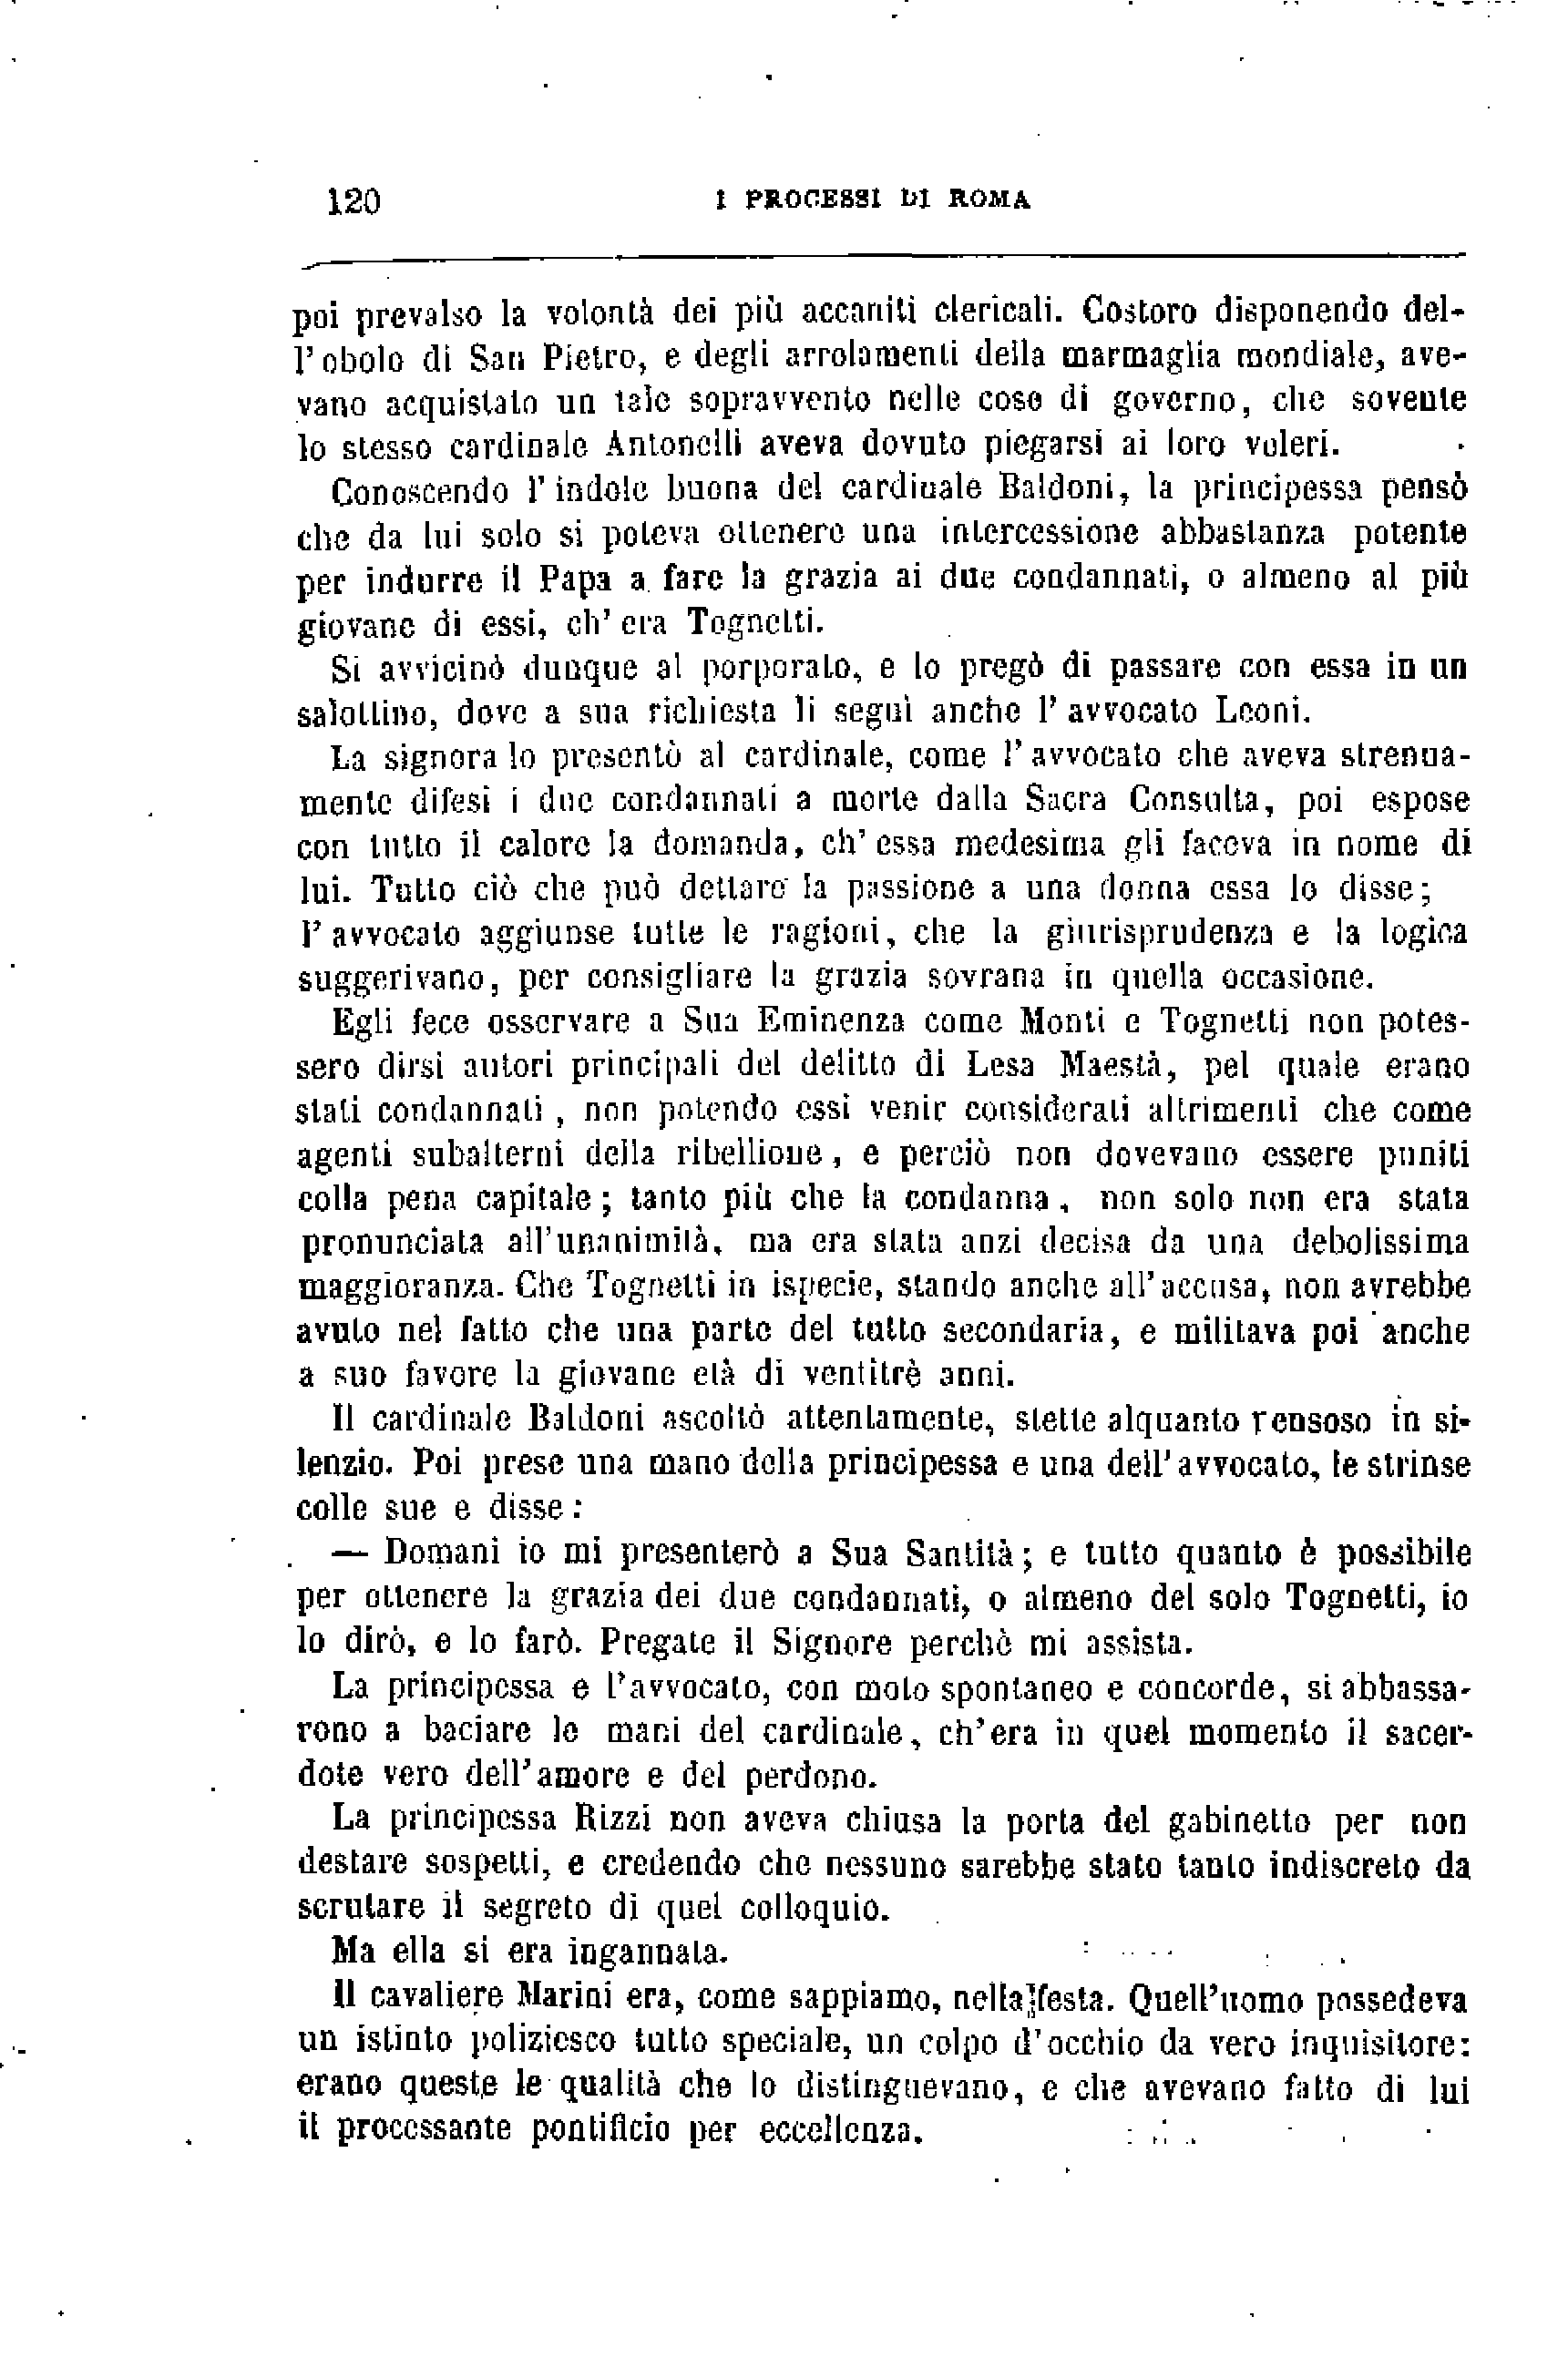 120 I PROCESSI DI ROMA
poi prevalso la volontà dei più accaniti clericali. Costoro disponendo del-
l'obolo di San Pietro, e degli arrolamenti della marmaglia mondiale, ave-
vano acquistato un tale sopravvento nelle cose di governo, che sovente
lo stesso cardinale Antonelli aveva dovuto piegarsi ai loro voleri.
Conoscendo l'indole buona del cardinale Baldoni, la principessa pensò
che da lui solo si poteva ottenere una intercessione abbastanza potente
per indurre il Papa a fare la grazia ai due condannati, o almeno al più
giovane di essi, ch'era Tognetti.
Si avvicinò dunque al porporato, e lo pregò di passare con essa in un
salottino, dove a sua richiesta li seguì anche l'avvocato Leoni.
La signora lo presentò al cardinale, come l'avvocato che aveva strenua-
mente difesi i due condannati a morte dalla Sacra Consulta, poi espose
con tutto il calore la domanda, ch'essa medesima gli faceva in nome di
lui. Tutto ciò che può dettare la passione a una donna essa lo disse;
l'avvocato aggiunse tutte le ragioni, che la giurisprudenza e la logica
suggerivano, per consigliare la grazia sovrana in quella occasione.
Egli fece osservare a Sua Eminenza come Monti e Tognetti non potes-
sero dirsi autori principali del delitto di Lesa Maestà, pel quale erano
stati condannati, non potendo essi venir considerati altrimenti che come
agenti subalterni della ribellione, e perciò non dovevano essere puniti
colla pena capitale; tanto più che la condanna, non solo non era stata
pronunciata all'unanimità, ma era stata anzi decisa da una debolissima
maggioranza. Che Tognetti in ispecie, stando anche all'accusa, non avrebbe
avuto nel fatto che una parte del tutto secondaria, e militava poi anche
a suo favore la giovane età di ventitrè anni.
Il cardinale Baldoni ascoltò attentamente, stette alquanto rensoso in si-
lenzio. Poi prese una mano della principessa e una dell'avvocato, le strinse
colle sue e disse:
— Domani io mi presenterò a Sua Santità; e tutto quanto è possibile
per ottenere la grazia dei due condannati, o almeno del solo Tognetti, io
lo dirò, e lo farò. Pregate il Signore perchè mi assista.
La principessa e l'avvocato, con moto spontaneo e concorde, si abbassa-
rono a baciare le mani del cardinale, ch'era in quel momento il sacer-
dote vero dell'amore e del perdono.
La principessa Rizzi non aveva chiusa la porta del gabinetto per non
destare sospetti, e credendo che nessuno sarebbe stato tanto indiscreto da
scrutare il segreto di quel colloquio.
Ma ella si era ingannata.
Il cavaliere Marini era, come sappiamo, nella festa. Quell'uomo possedeva
un istinto poliziesco tutto speciale, un colpo d'occhio da vero inquisitore:
erano queste le qualità che lo distinguevano, e che avevano fatto di lui
il processante pontificio per eccellenza.